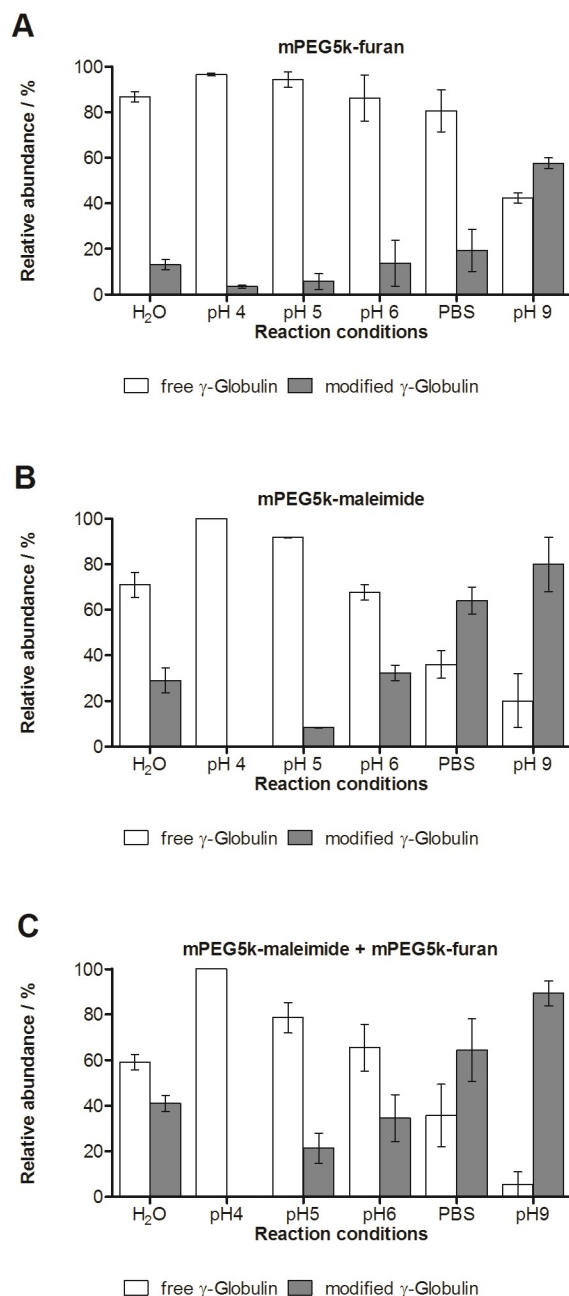 A
mPEG5k-furan
Relative abundance / %
100
80
60
40
20
0
H₂O pH 4 pH 5 pH 6 PBS pH 9
Reaction conditions
free γ-Globulin modified γ-Globulin
B
mPEG5k-maleimide
Relative abundance / %
100
80
60
40
20
0
H₂O pH 4 pH 5 pH 6 PBS pH 9
Reaction conditions
free γ-Globulin modified γ-Globulin
C
mPEG5k-maleimide + mPEG5k-furan
Relative abundance / %
100
80
60
40
20
0
H₂O pH4 pH5 pH6 PBS pH9
Reaction conditions
free γ-Globulin modified γ-Globulin